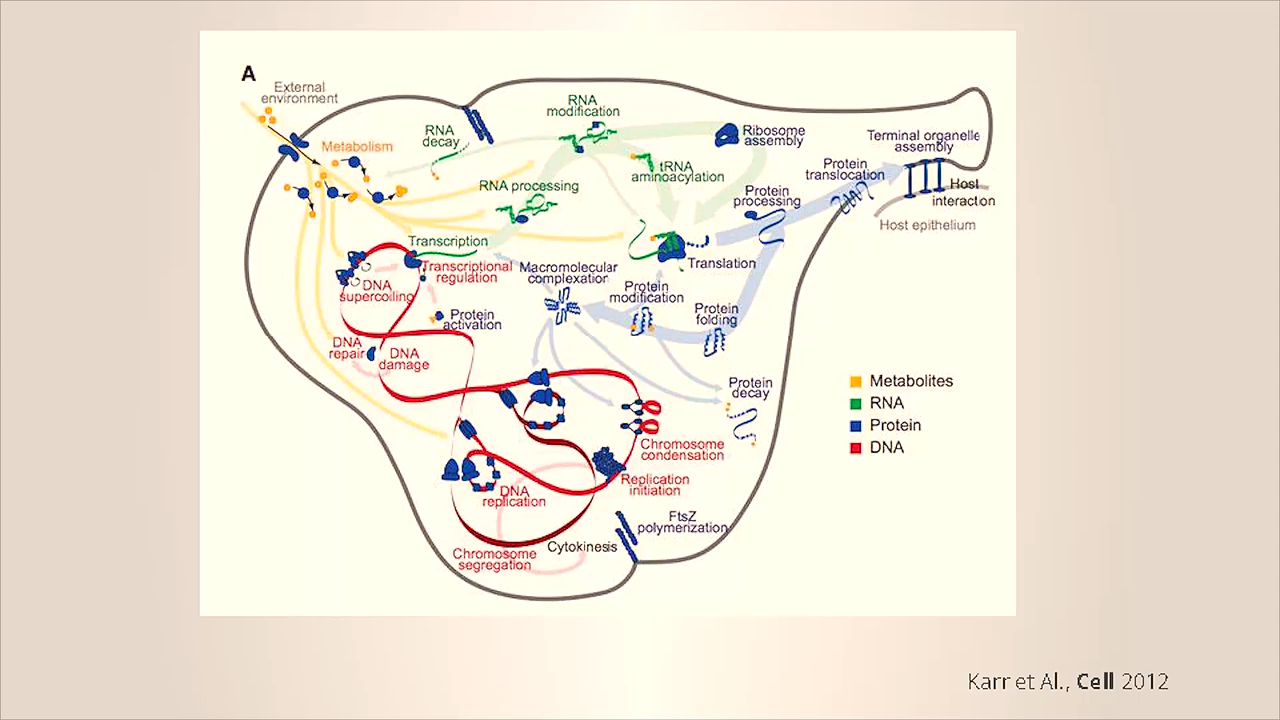 A
External
environment
Metabolism
RNA
decay
RNA
modification
Ribosome
assembly
Terminal organelle
assembly
tRNA
aminoacylation
RNA processing
Protein
translocation
Protein
processing
Host
interaction
Host epithelium
Transcription
Transcriptional
regulation
DNA
supercoiling
Macromolecular
complexation
Translation
Protein
modification
Protein
folding
Protein
activation
DNA
repair
DNA
damage
Protein
decay
Metabolites
RNA
Protein
DNA
Chromosome
condensation
Replication
initiation
DNA
replication
FtsZ
polymerization
Cytokinesis
Chromosome
segregation
Karr et Al., Cell 2012